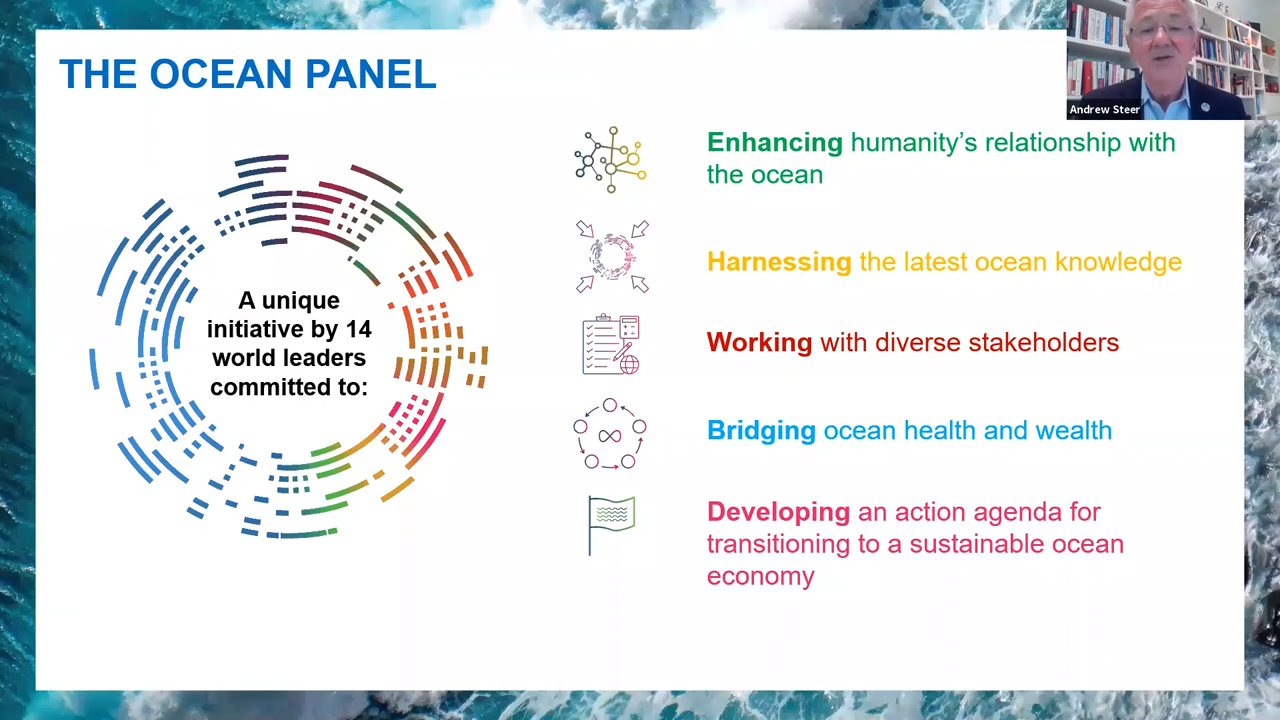 THE OCEAN PANEL
Andrew Steer
A unique
initiative by 14
world leaders
committed to:
Enhancing humanity's relationship with
the ocean
Harnessing the latest ocean knowledge
Working with diverse stakeholders
Bridging ocean health and wealth
Developing an action agenda for
transitioning to a sustainable ocean
economy